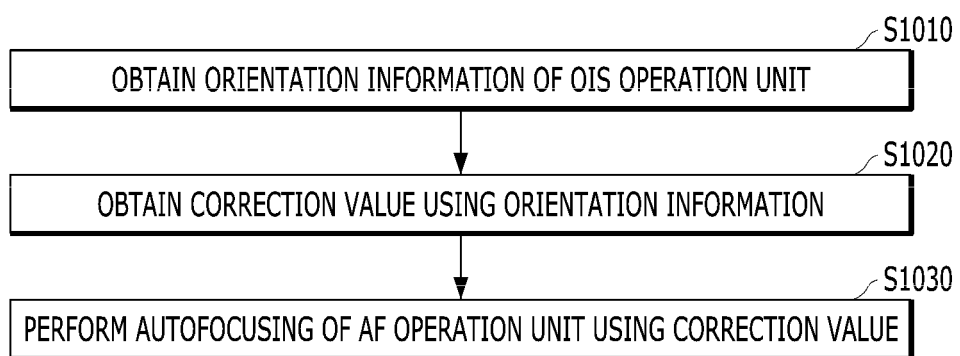 S1010
OBTAIN ORIENTATION INFORMATION OF OIS OPERATION UNIT
S1020
OBTAIN CORRECTION VALUE USING ORIENTATION INFORMATION
S1030
PERFORM AUTOFOCUSING OF AF OPERATION UNIT USING CORRECTION VALUE